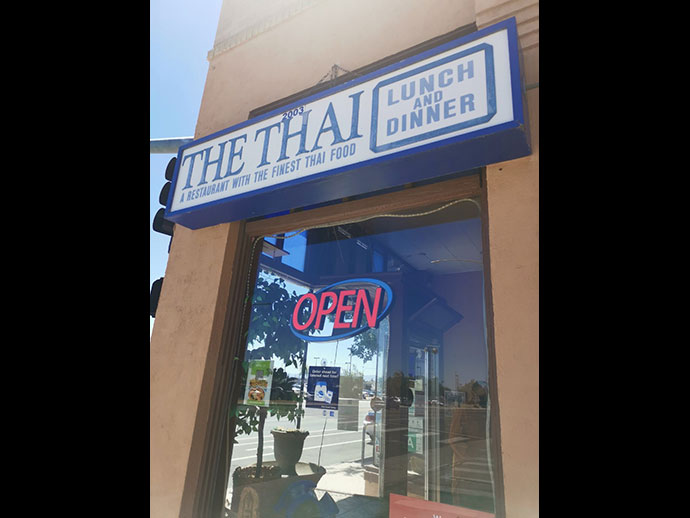 2003
THE THAI
A RESTAURANT WITH THE FINEST THAI FOOD
LUNCH
AND
DINNER
OPEN
A